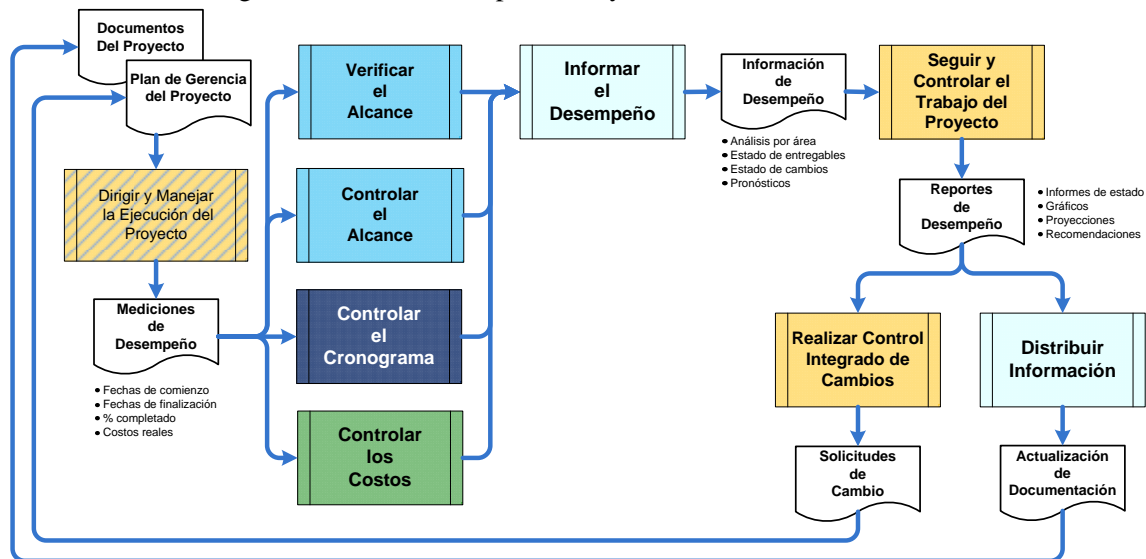 Documentos
Del Proyecto
Plan de Gerencia
del Proyecto
Dirigir y Manejar
la Ejecución del
Proyecto
Mediciones
de
Desempeño
• Fechas de comienzo
• Fechas de finalización
• % completado
• Costos reales
Verificar
el
Alcance
Controlar
el
Alcance
Controlar
el
Cronograma
Controlar
los
Costos
Informar
el
Desempeño
Información
de
Desempeño
• Análisis por área
• Estado de entregables
• Estado de cambios
• Pronósticos
Seguir y
Controlar el
Trabajo del
Proyecto
Reportes
de
Desempeño
• Informes de estado
• Gráficos
• Proyecciones
• Recomendaciones
Realizar Control
Integrado de
Cambios
Distribuir
Información
Solicitudes
de
Cambio
Actualización
de
Documentación